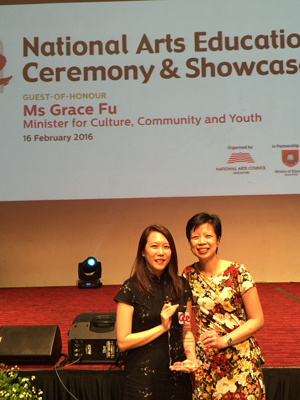 National Arts Education
Ceremony & Showcase
GUEST-OF-HONOUR
Ms Grace Fu
Minister for Culture, Community and Youth
16 February 2016
Organised by
In Partnership
NATIONAL ARTS COUNCIL